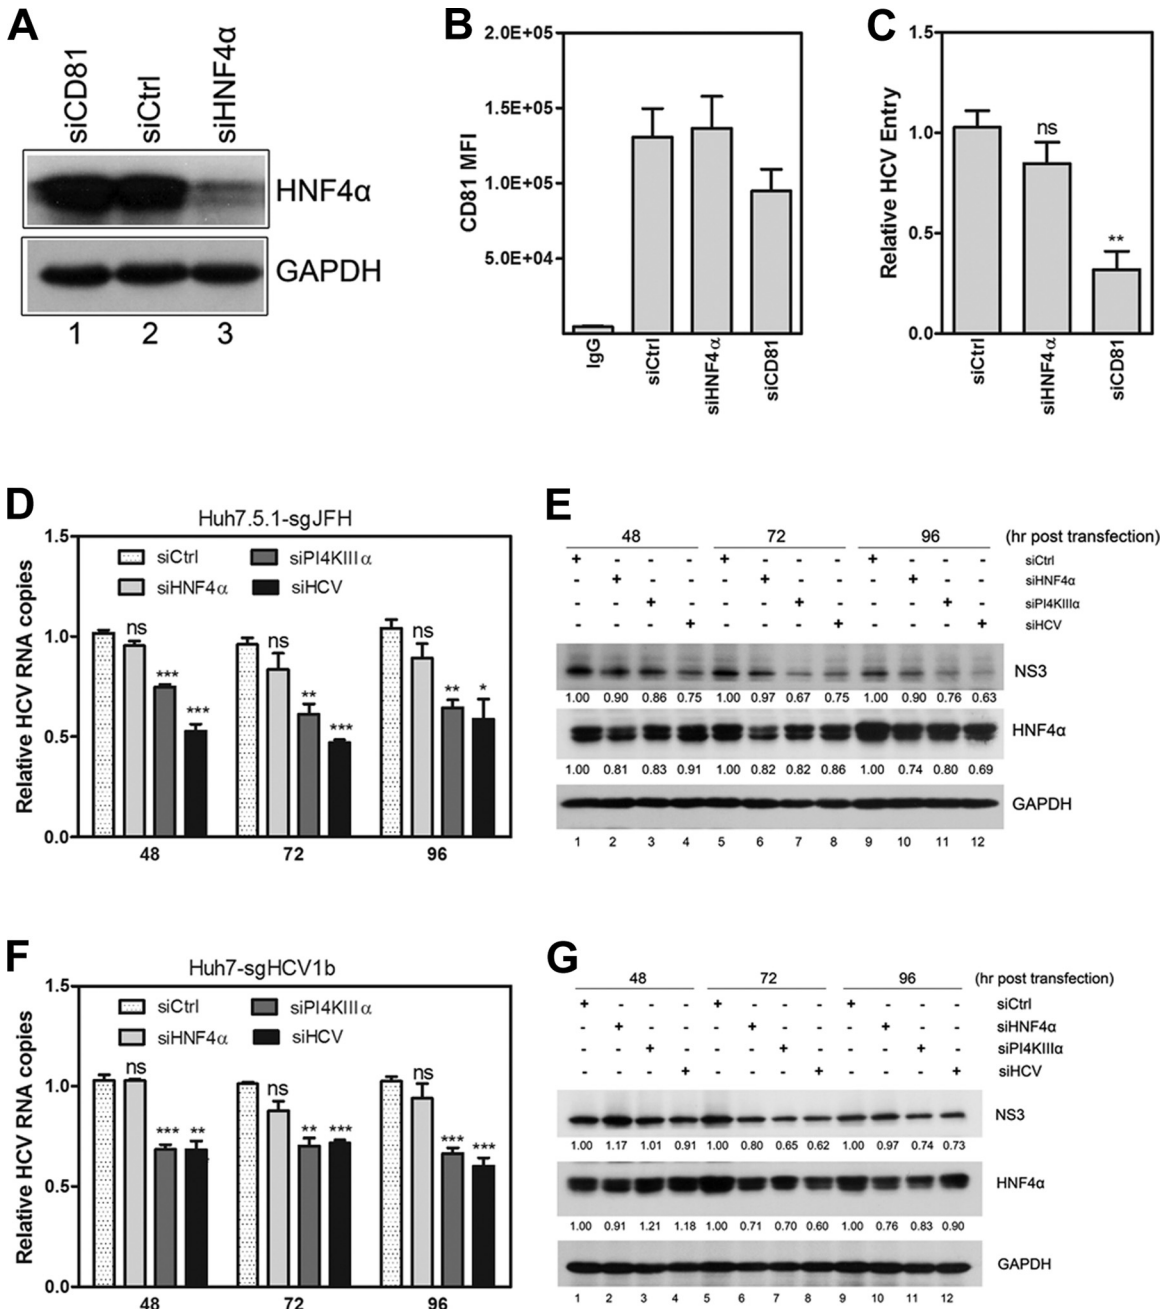 A
siCD81 siCtrl siHNF4α
HNF4α
GAPDH
1 2 3
B
CD81 MFI
2.0E+05
1.5E+05
1.0E+05
5.0E+04
IgG siCtrl siHNF4α siCD81
C
Relative HCV Entry
1.5
1.0
0.5
0.0
ns
**
siCtrl siHNF4α siCD81
D
Huh7.5.1-sgJFH
Relative HCV RNA copies
1.5
1.0
0.5
0.0
siCtrl siPI4KIIIα
siHNF4α siHCV
ns *** ***
ns ** ***
ns ** *
48 72 96
E
48 72 96 (hr post transfection)
siCtrl + - - - + - - - + - - -
siHNF4α - + - - - + - - - + - -
siPI4KIIIα - - + - - - + - - - + -
siHCV - - - + - - - + - - - +
NS3
1.00 0.90 0.86 0.75 1.00 0.97 0.67 0.75 1.00 0.90 0.76 0.63
HNF4α
1.00 0.81 0.83 0.91 1.00 0.82 0.82 0.86 1.00 0.74 0.80 0.69
GAPDH
1 2 3 4 5 6 7 8 9 10 11 12
F
Huh7-sgHCV1b
Relative HCV RNA copies
1.5
1.0
0.5
0.0
siCtrl siPI4KIIIα
siHNF4α siHCV
ns *** **
ns ** ***
ns *** ***
48 72 96
G
48 72 96 (hr post transfection)
siCtrl + - - - + - - - + - - -
siHNF4α - + - - - + - - - + - -
siPI4KIIIα - - + - - - + - - - + -
siHCV - - - + - - - + - - - +
NS3
1.00 1.17 1.01 0.91 1.00 0.80 0.65 0.62 1.00 0.97 0.74 0.73
HNF4α
1.00 0.91 1.21 1.18 1.00 0.71 0.70 0.60 1.00 0.76 0.83 0.90
GAPDH
1 2 3 4 5 6 7 8 9 10 11 12